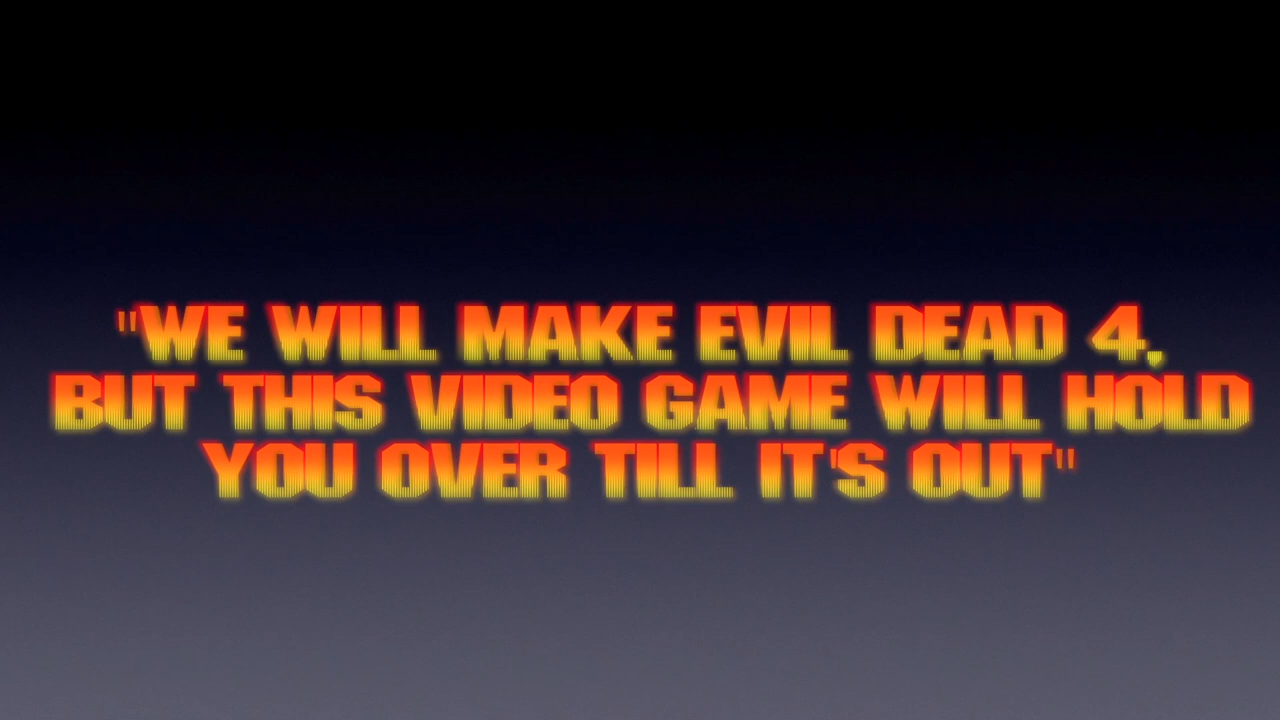 "WE WILL MAKE EVIL DEAD 4,
BUT THIS VIDEO GAME WILL HOLD
YOU OVER TILL IT'S OUT"